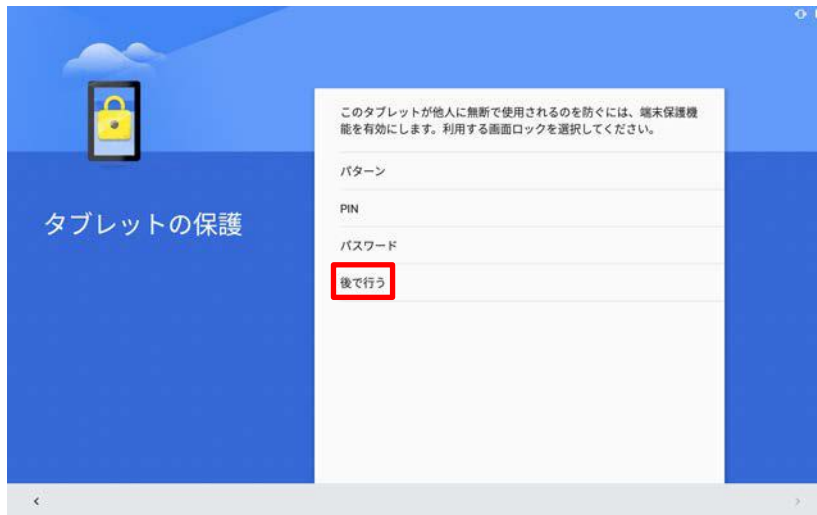 このタブレットが他人に無断で使用されるのを防ぐには、端末保護機
能を有効にします。利用する画面ロックを選択してください。
パターン
タブレットの保護
PIN
パスワード
後で行う